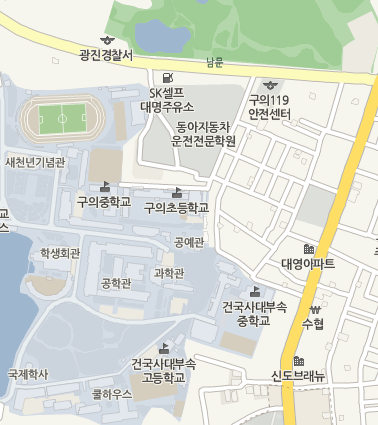 남문
광진경찰서
SK셀프
대명주유소
구의119
안전센터
동아자동차
운전전문학원
새천년기념관
구의중학교
구의초등학교
교
스
공예관
학생회관
대영아파트
과학관
공학관
건국사대부속
중학교
수협
건국사대부속
고등학교
신도브래뉴
국제학사
쿨하우스